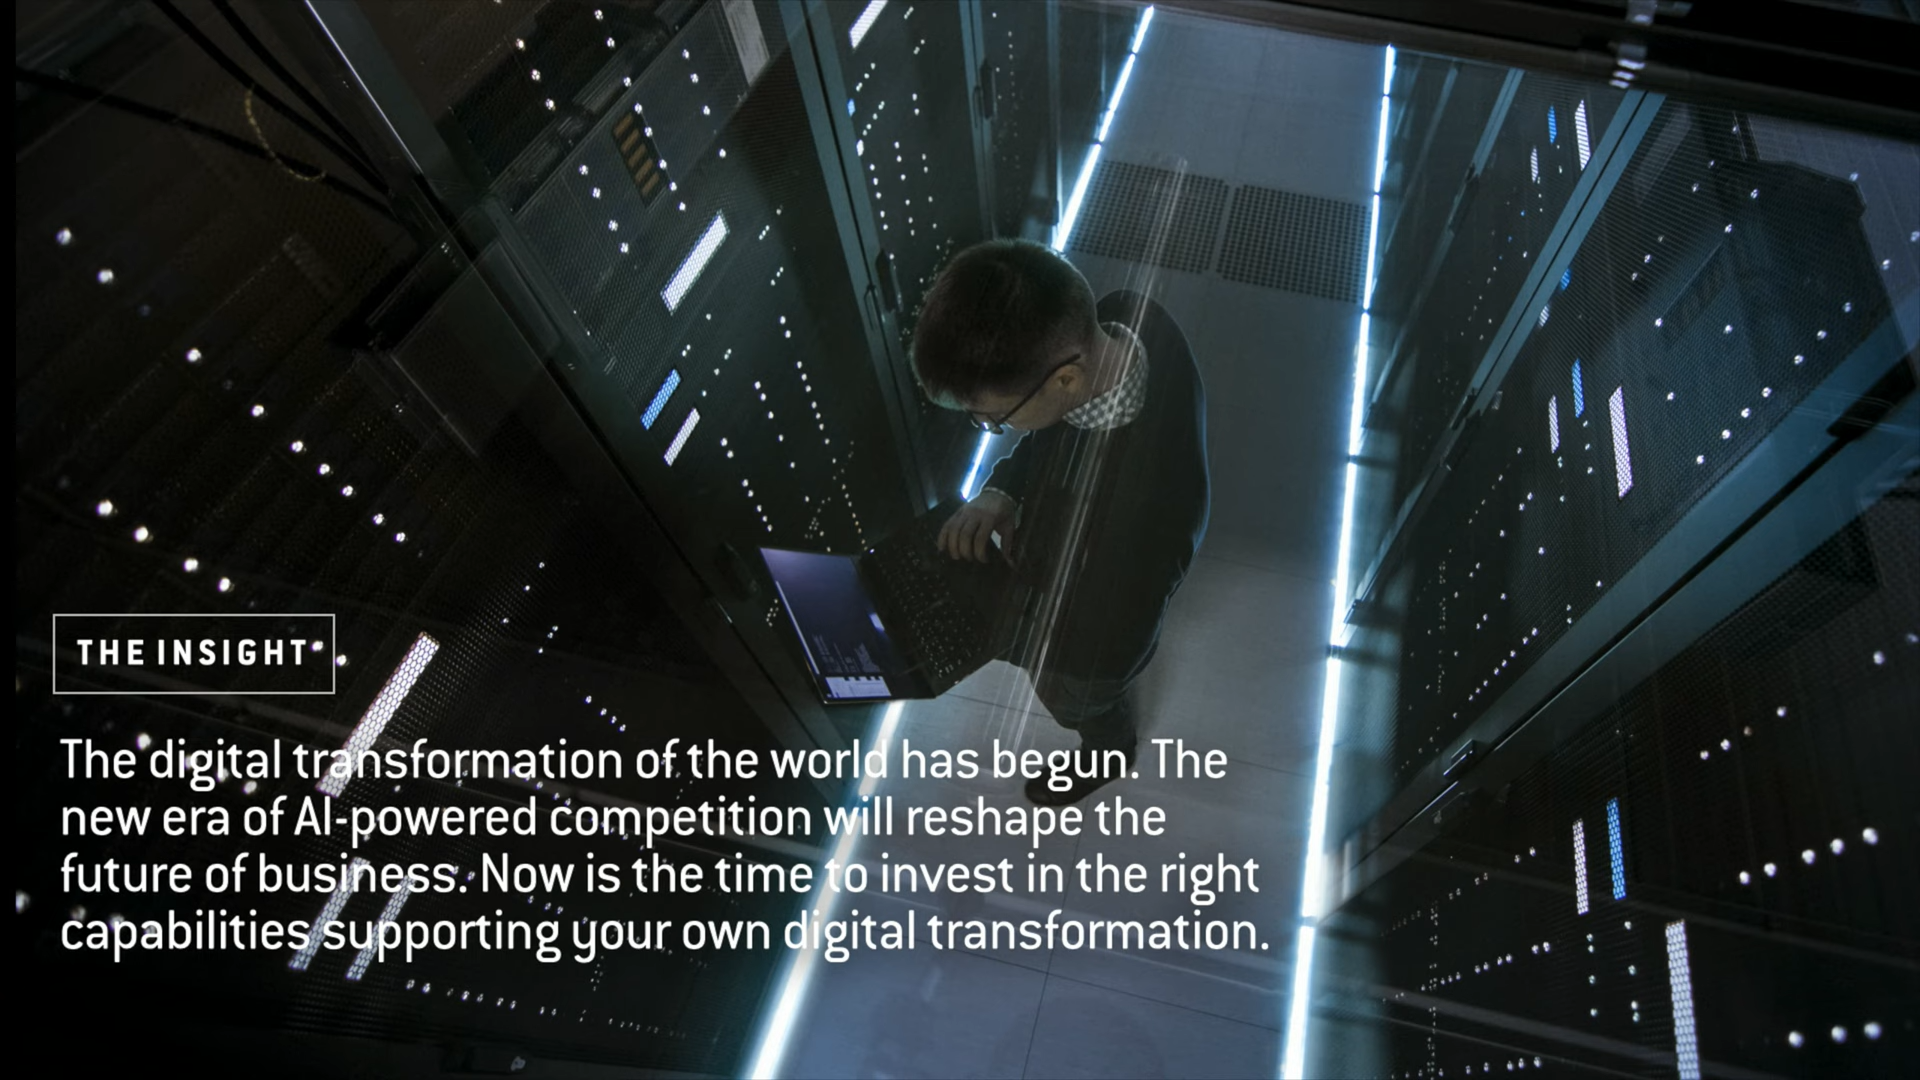 THE INSIGHT
The digital transformation of the world has begun. The
new era of AI-powered competition will reshape the
future of business. Now is the time to invest in the right
capabilities supporting your own digital transformation.